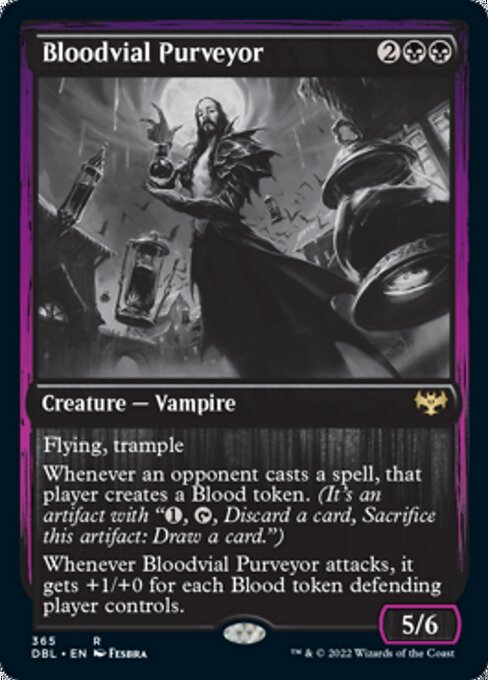 Bloodvial Purveyor 2
Creature — Vampire
Flying, trample
Whenever an opponent casts a spell, that
player creates a Blood token. (It's an
artifact with "1, , Discard a card, Sacrifice
this artifact: Draw a card.")
Whenever Bloodvial Purveyor attacks, it
gets +1/+0 for each Blood token defending
player controls.
5/6
365 R
DBL • EN Fesbra
™ & © 2022 Wizards of the Coast